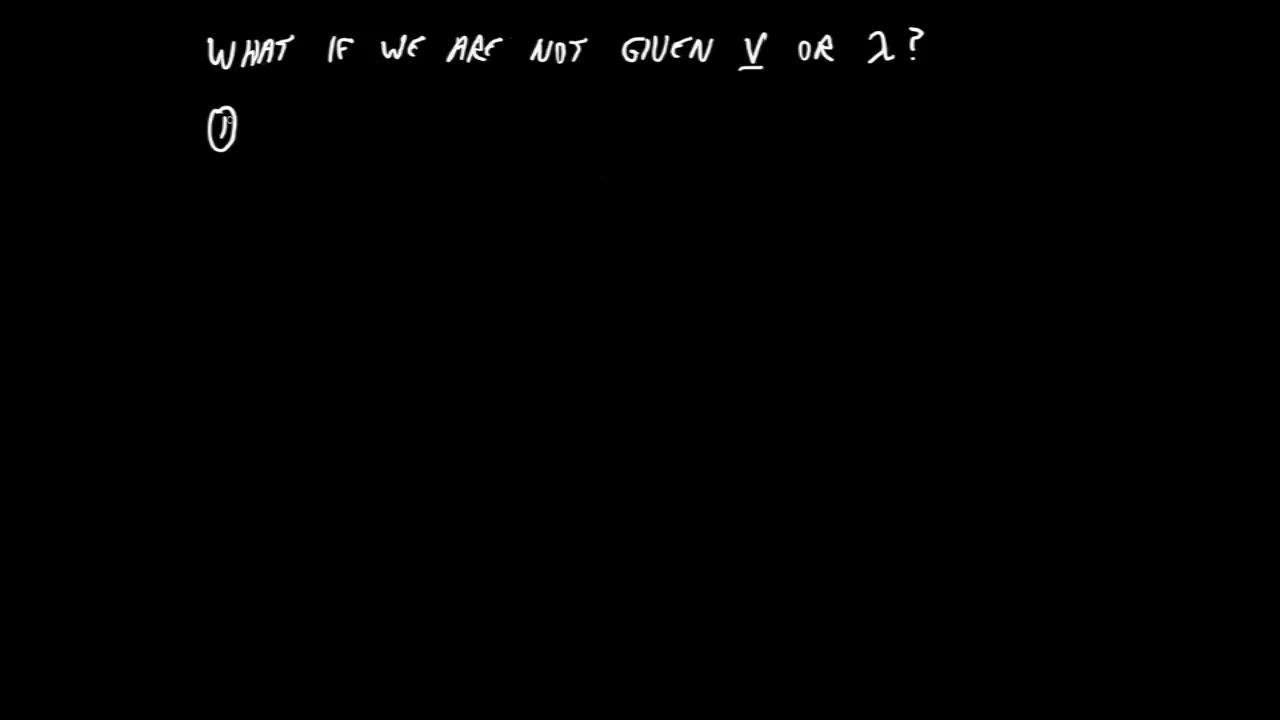 WHAT IF WE ARE NOT GIVEN V OR λ?
①